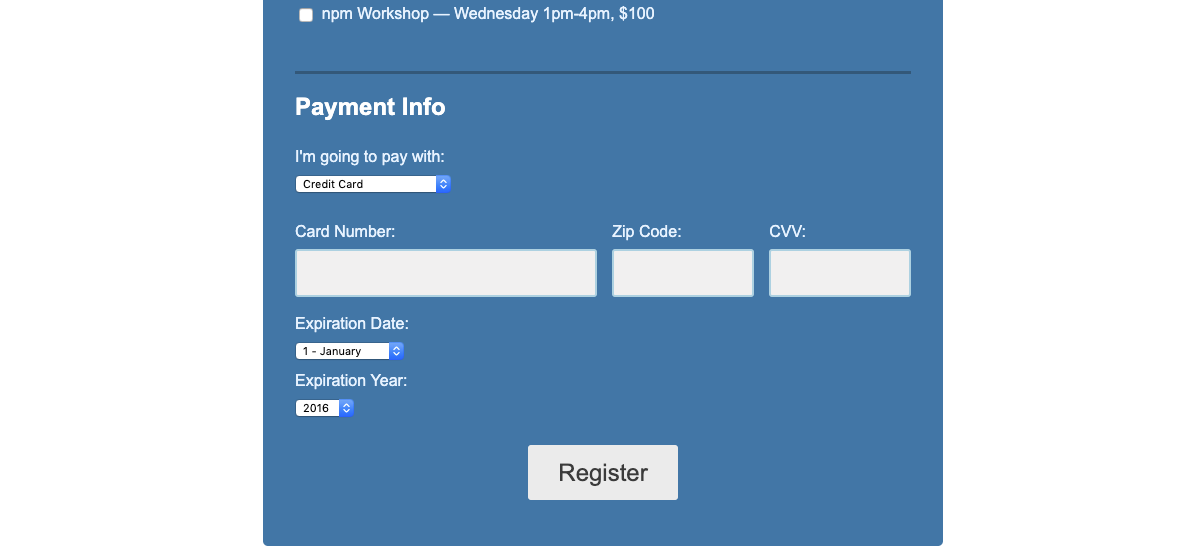 npm Workshop — Wednesday 1pm-4pm, $100
Payment Info
I'm going to pay with:
Credit Card
Card Number: Zip Code: CVV:
Expiration Date:
1 - January
Expiration Year:
2016
Register